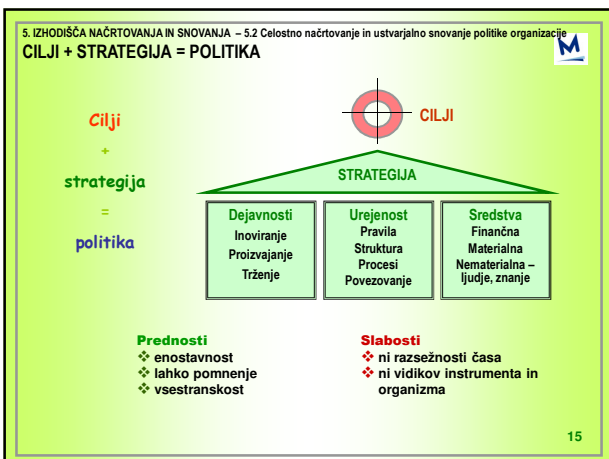 5. IZHODIŠČA NAČRTOVANJA IN SNOVANJA – 5.2 Celostno načrtovanje in ustvarjalno snovanje politike organizacije
CILJI + STRATEGIJA = POLITIKA
M
Cilji
+
strategija
=
politika
CILJI
STRATEGIJA
Dejavnosti
Inoviranje
Proizvajanje
Trženje
Urejenost
Pravila
Struktura
Procesi
Povezovanje
Sredstva
Finančna
Materialna
Nematerialna –
ljudje, znanje
Prednosti
❖ enostavnost
❖ lahko pomnenje
❖ vsestranskost
Slabosti
❖ ni razsežnosti časa
❖ ni vidikov instrumenta in
organizma
15